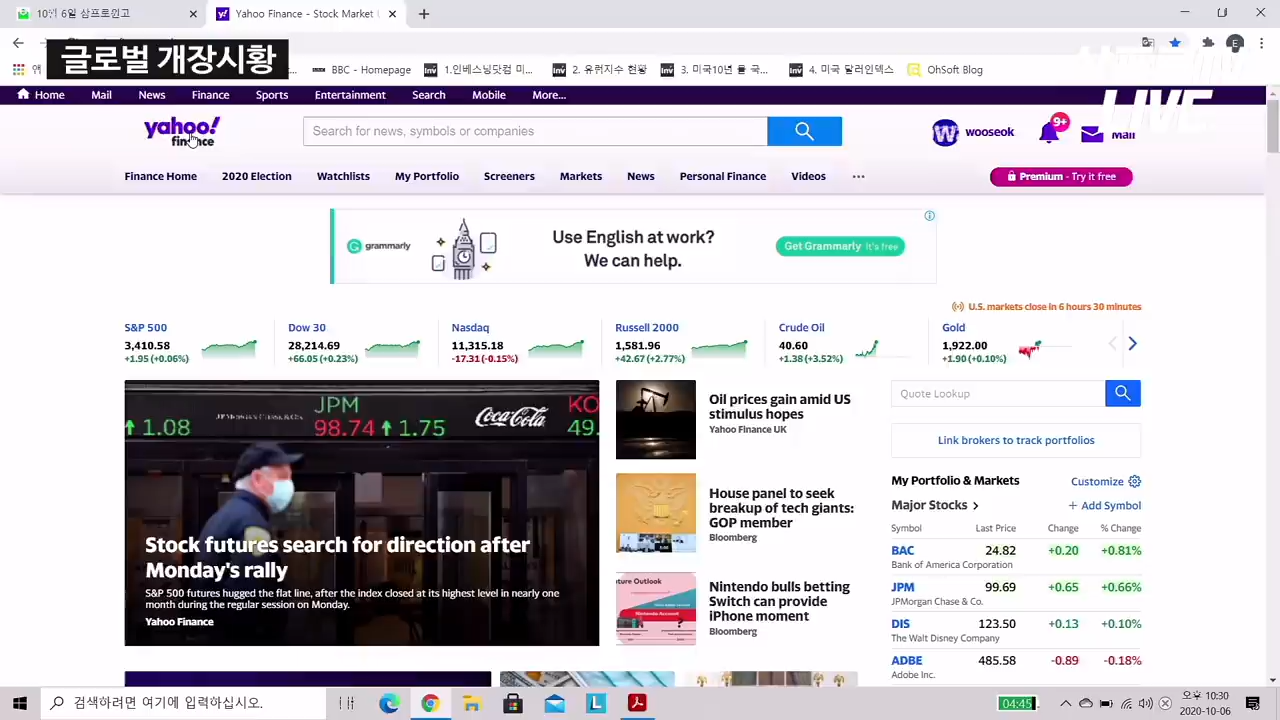 10월 6일 삼프로원고
Yahoo Finance - Stock Market
글로벌 개장시황
BBC - Homepage
1.인베스팅닷컴 미...
2. 유럽지수 현황
3. 미국10년 물 국...
4. 미국 달러인덱스
OhSoft Blog
LIVE
Home Mail News Finance Sports Entertainment Search Mobile More...
yahoo! finance
Search for news, symbols or companies
wooseok
9+
Mail
Finance Home 2020 Election Watchlists My Portfolio Screeners Markets News Personal Finance Videos ...
Premium - Try it free
grammarly
Use English at work?
We can help.
Get Grammarly It's free
U.S. markets close in 6 hours 30 minutes
S&P 500 Dow 30 Nasdaq Russell 2000 Crude Oil Gold
3,410.58 28,214.69 11,315.18 1,581.96 40.60 1,922.00
+1.95 (+0.06%) +66.05 (+0.23%) -17.31 (-0.15%) +42.67 (+2.77%) +1.38 (+3.52%) +1.90 (+0.10%)
JPM
JPMORGAN CHASE & CO.
1.08 98.74 1.75
Coca-Cola
KO
49.
Stock futures search for direction after
Monday's rally
S&P 500 futures hugged the flat line, after the index closed at its highest level in nearly one
month during the regular session on Monday.
Yahoo Finance
Oil prices gain amid US
stimulus hopes
Yahoo Finance UK
House panel to seek
breakup of tech giants:
GOP member
Bloomberg
ture Outlook
Nintendo Account
?
Nintendo bulls betting
Switch can provide
iPhone moment
Bloomberg
Quote Lookup
Link brokers to track portfolios
My Portfolio & Markets Customize
Major Stocks + Add Symbol
Symbol Last Price Change % Change
BAC 24.82 +0.20 +0.81%
Bank of America Corporation
JPM 99.69 +0.65 +0.66%
JPMorgan Chase & Co.
DIS 123.50 +0.13 +0.10%
The Walt Disney Company
ADBE 485.58 -0.89 -0.18%
Adobe Inc.
검색하려면 여기에 입력하십시오.
04:45
오후 10:30
2020-10-06